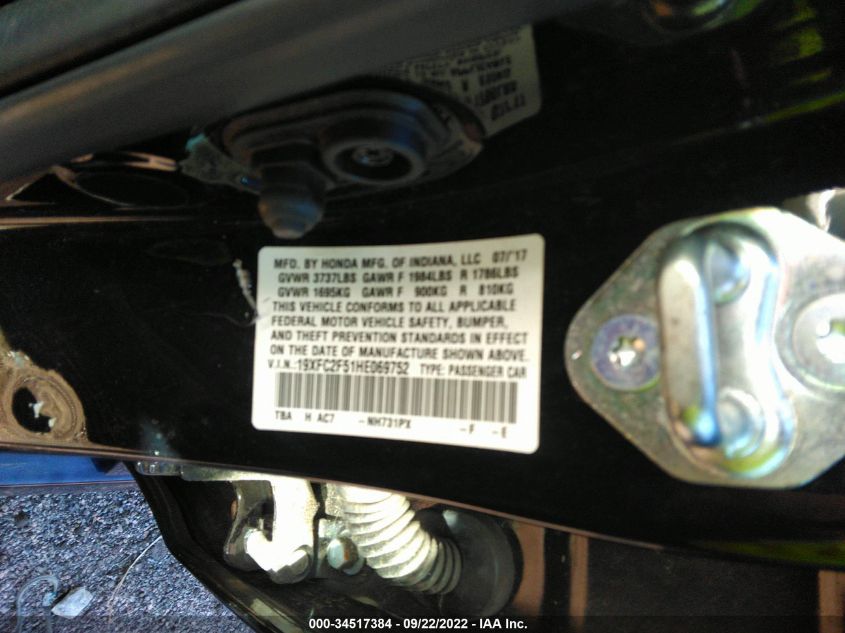 MFD. BY HONDA MFG. OF INDIANA, LLC 07/'17
GVWR 3737LBS GAWR F 1984LBS R 1786LBS
GVWR 1695KG GAWR F 900KG R 810KG
THIS VEHICLE CONFORMS TO ALL APPLICABLE
FEDERAL MOTOR VEHICLE SAFETY, BUMPER,
AND THEFT PREVENTION STANDARDS IN EFFECT
ON THE DATE OF MANUFACTURE SHOWN ABOVE.
V.I.N.:19XFC2F51HE069752 TYPE: PASSENGER CAR
TBA H AC7 -NH731PX -F -E
000-34517384 - 09/22/2022 - IAA Inc.